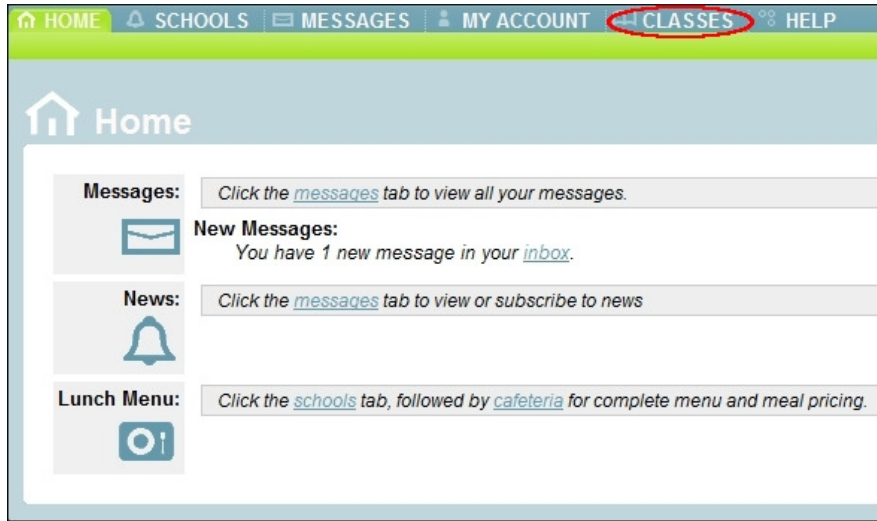 HOME SCHOOLS MESSAGES MY ACCOUNT CLASSES HELP
Home
Messages: Click the messages tab to view all your messages.
New Messages:
You have 1 new message in your inbox.
News: Click the messages tab to view or subscribe to news
Lunch Menu: Click the schools tab, followed by cafeteria for complete menu and meal pricing.